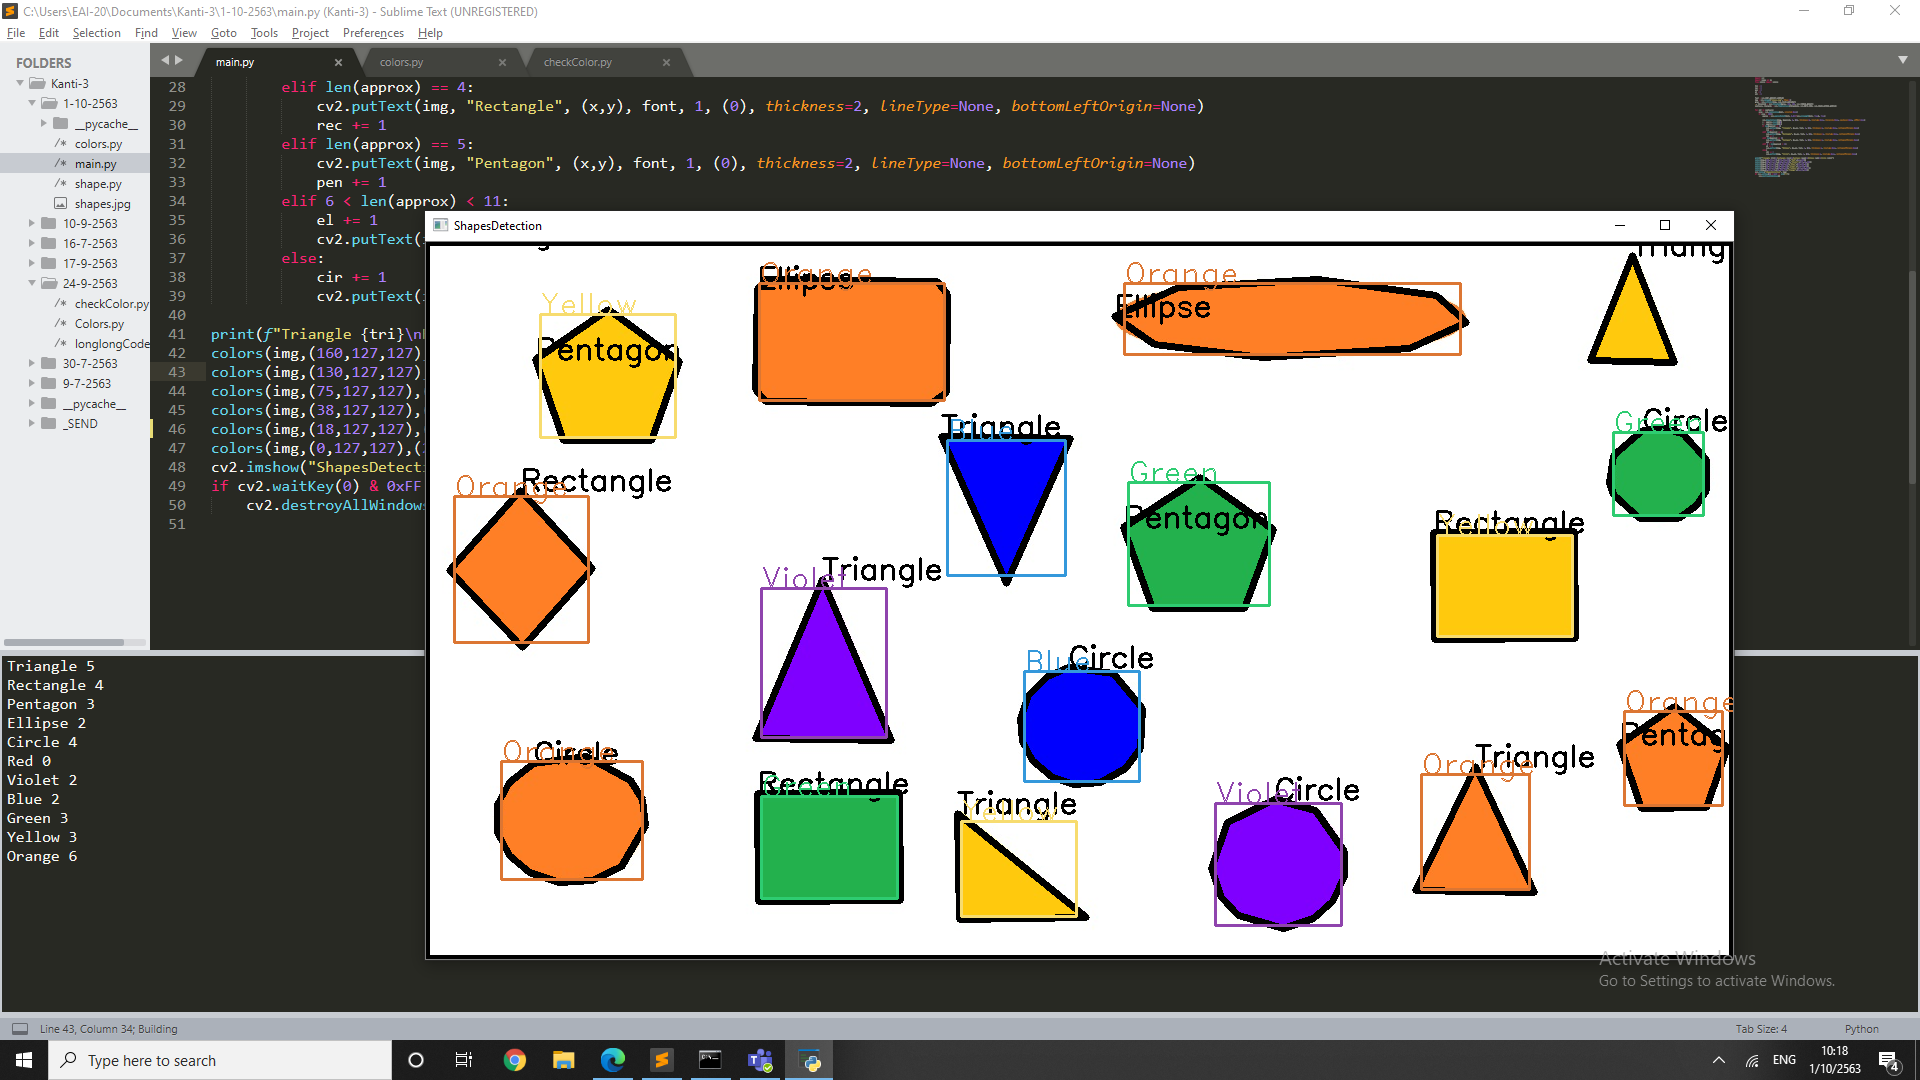 C:\Users\EAI-20\Documents\Kanti-3\1-10-2563\main.py (Kanti-3) - Sublime Text (UNREGISTERED)
File Edit Selection Find View Goto Tools Project Preferences Help
FOLDERS
Kanti-3
1-10-2563
__pycache__
/* colors.py
/* main.py
/* shape.py
shapes.jpg
10-9-2563
16-7-2563
17-9-2563
24-9-2563
/* checkColor.py
/* Colors.py
/* longlongCode
30-7-2563
9-7-2563
__pycache__
_SEND
main.py colors.py checkColor.py
28 elif len(approx) == 4:
29 cv2.putText(img, "Rectangle", (x,y), font, 1, (0), thickness=2, lineType=None, bottomLeftOrigin=None)
30 rec += 1
31 elif len(approx) == 5:
32 cv2.putText(img, "Pentagon", (x,y), font, 1, (0), thickness=2, lineType=None, bottomLeftOrigin=None)
33 pen += 1
34 elif 6 < len(approx) < 11:
35 el += 1
36 cv2.putText(
37 else:
38 cir += 1
39 cv2.putText(
40
41 print(f"Triangle {tri}\n
42 colors(img,(160,127,127)
43 colors(img,(130,127,127)
44 colors(img,(75,127,127),
45 colors(img,(38,127,127),
46 colors(img,(18,127,127),
47 colors(img,(0,127,127),(
48 cv2.imshow("ShapesDetecti
49 if cv2.waitKey(0) & 0xFF
50 cv2.destroyAllWindows
51
ShapesDetection
Triang
Orange
Ellipse
Orange
Ellipse
Yellow
Pentagon
Triangle
Blue
Circle
Green
Rectangle
Orange
Green
Pentagon
Rectangle
Yellow
Triangle
Violet
Circle
Blue
Orange
Pentag
Circle
Orange
Rectangle
Green
Triangle
Yellow
Circle
Violet
Triangle
Orange
Triangle 5
Rectangle 4
Pentagon 3
Ellipse 2
Circle 4
Red 0
Violet 2
Blue 2
Green 3
Yellow 3
Orange 6
Activate Windows
Go to Settings to activate Windows.
Line 43, Column 34; Building Tab Size: 4 Python
Type here to search
ENG
10:18
1/10/2563
4